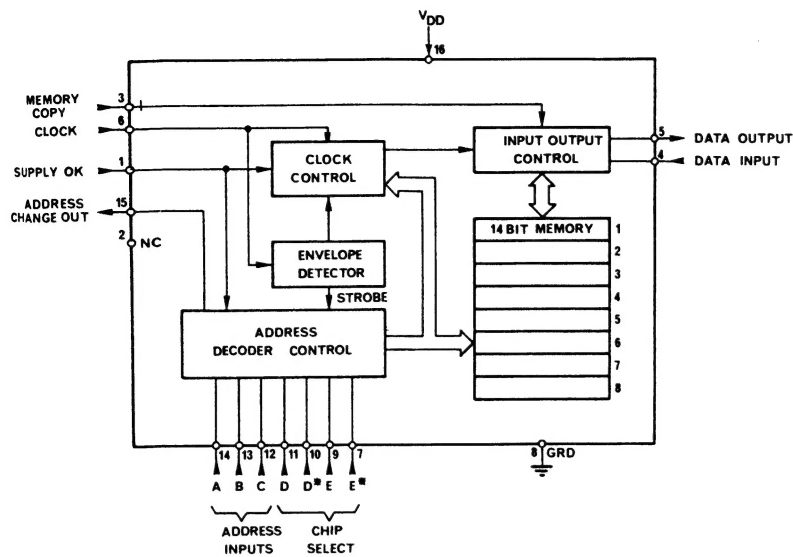 VDD
16
MEMORY
COPY
3
6
CLOCK
1
SUPPLY OK
15
ADDRESS
CHANGE OUT
2
NC
CLOCK
CONTROL
INPUT OUTPUT
CONTROL
5
DATA OUTPUT
4
DATA INPUT
ENVELOPE
DETECTOR
STROBE
14 BIT MEMORY
1
2
3
4
5
6
7
8
ADDRESS
DECODER CONTROL
14 13 12 11 10 9 7
A B C D D* E E*
8 GRD
ADDRESS
INPUTS
CHIP
SELECT